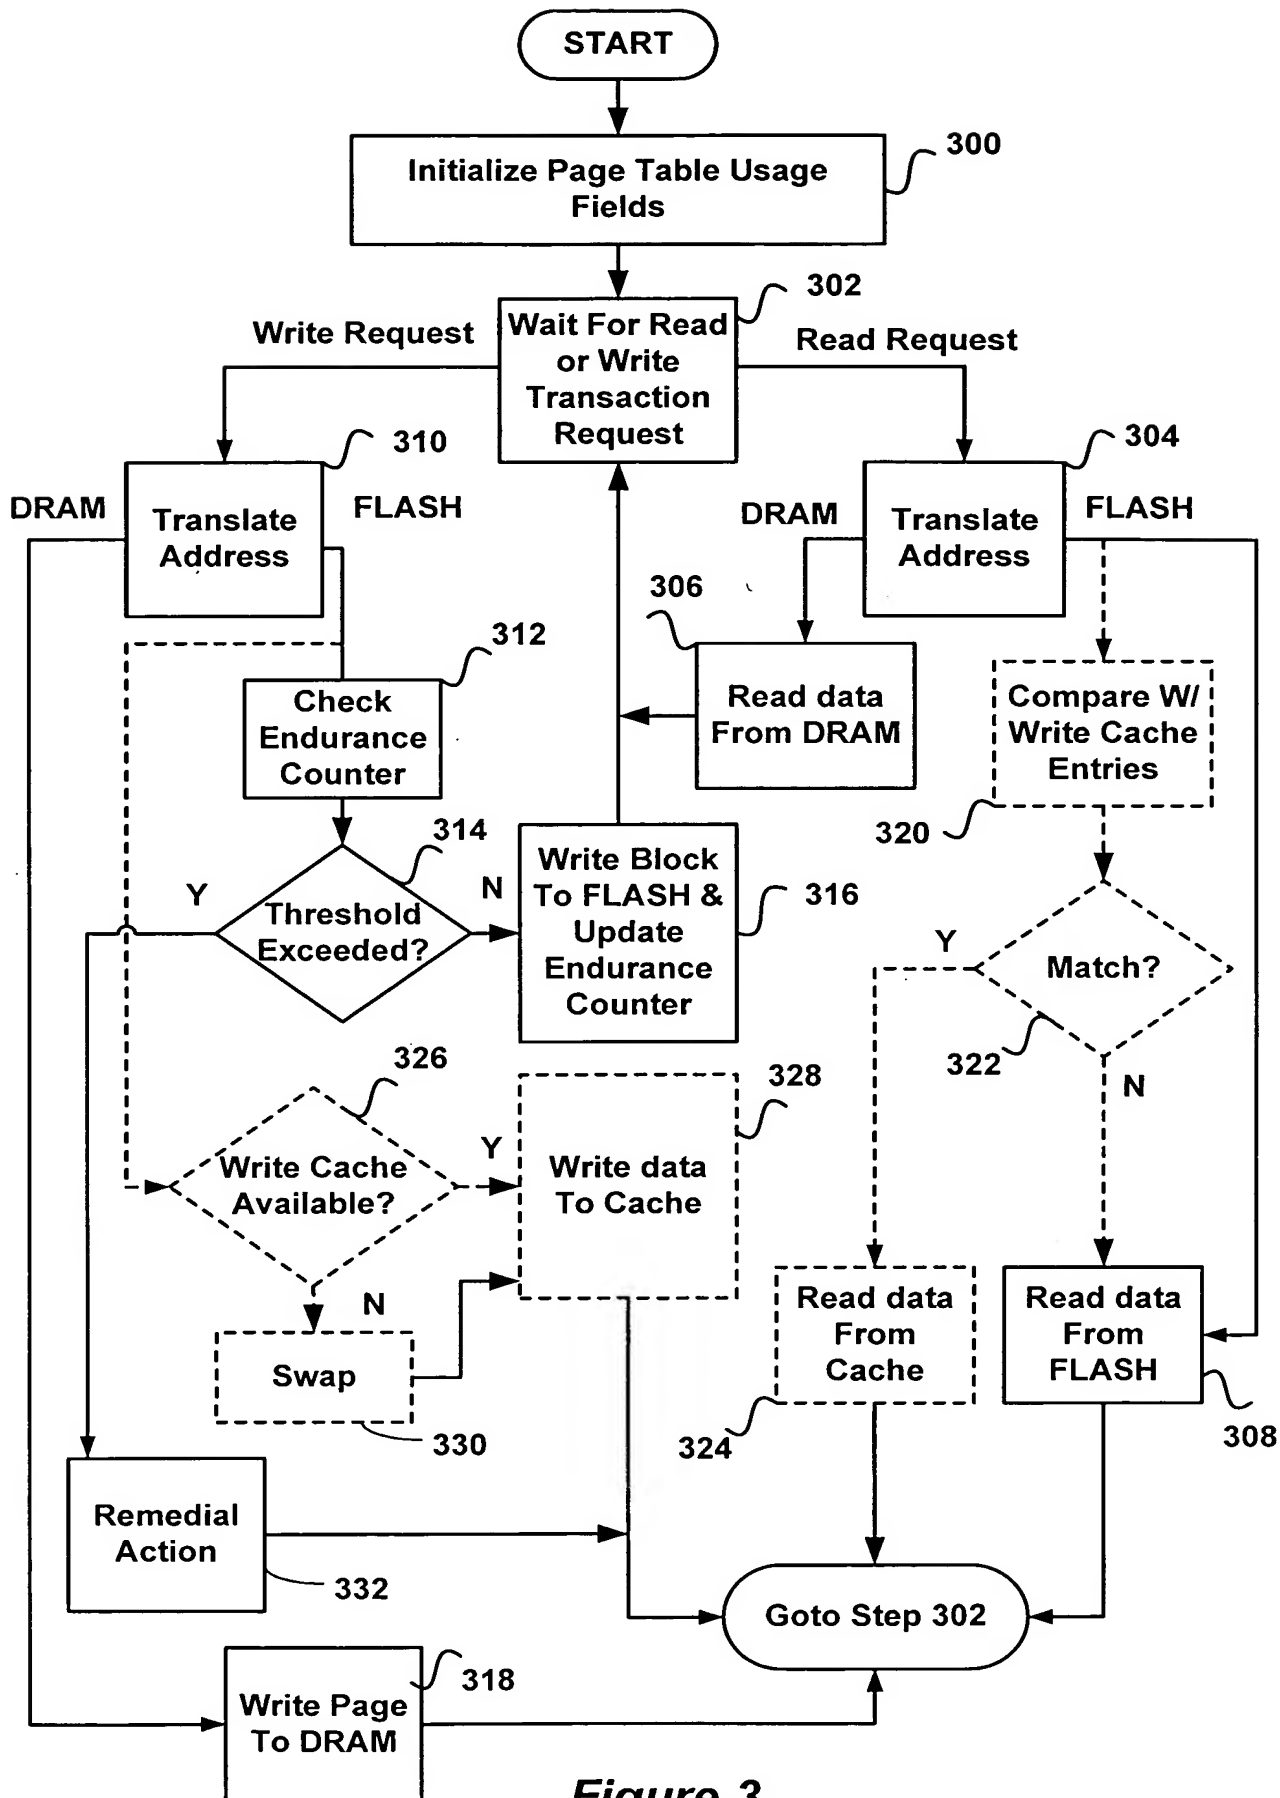 START
Initialize Page Table Usage
Fields
300
302
Wait For Read
or Write
Transaction
Request
Write Request
Read Request
310
304
DRAM
Translate
Address
FLASH
DRAM
Translate
Address
FLASH
306
312
Check
Endurance
Counter
Read data
From DRAM
Compare W/
Write Cache
Entries
320
314
Y
Threshold
Exceeded?
N
Write Block
To FLASH &
Update
Endurance
Counter
316
Y
Match?
322
N
326
328
Write Cache
Available?
Y
Write data
To Cache
N
Swap
330
Read data
From
Cache
324
Read data
From
FLASH
308
Remedial
Action
332
Goto Step 302
318
Write Page
To DRAM
Figure 3